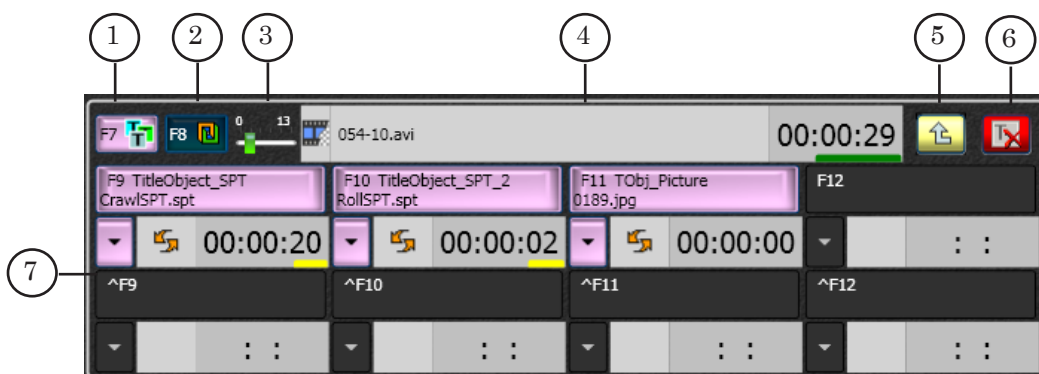 1 2 3 4 5 6
F7 F8 0 13 054-10.avi 00:00:29
F9 TitleObject_SPT F10 TitleObject_SPT_2 F11 TObj_Picture F12
CrawlSPT.spt RollSPT.spt 0189.jpg
00:00:20 00:00:02 00:00:00 : :
7
^F9 ^F10 ^F11 ^F12
: : : : : : : :